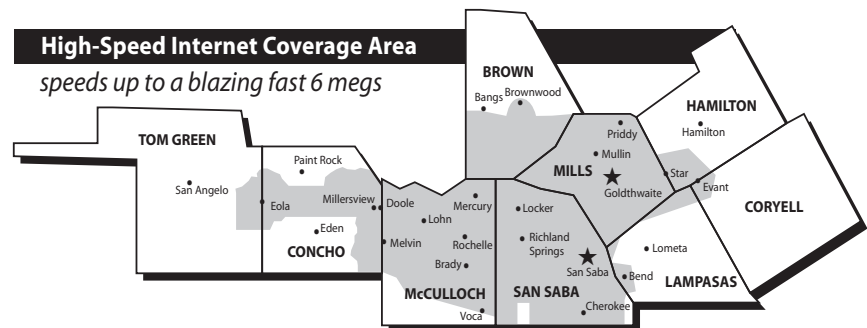 High-Speed Internet Coverage Area
speeds up to a blazing fast 6 megs
BROWN
Bangs
Brownwood
HAMILTON
Hamilton
TOM GREEN
San Angelo
Paint Rock
Eola
Millersview
Eden
CONCHO
Doole
Mercury
Lohn
Melvin
Rochelle
Brady
McCULLOCH
Voca
Priddy
Mullin
MILLS
Goldthwaite
Star
Evant
CORYELL
Locker
Richland
Springs
San Saba
SAN SABA
Cherokee
Lometa
Bend
LAMPASAS